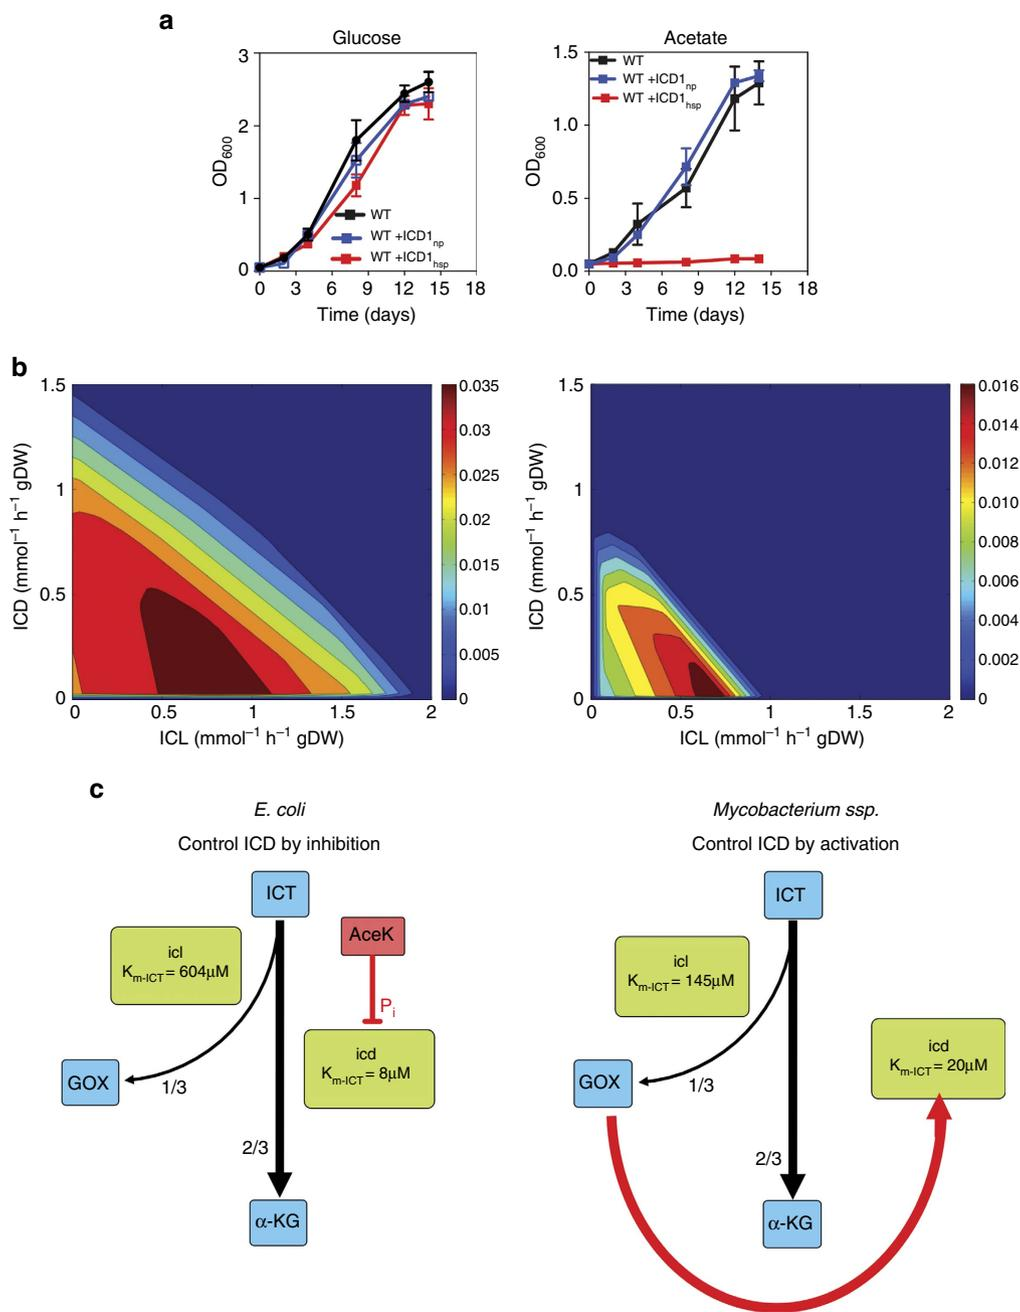 a
Glucose
3
2
1
0
OD600
WT
WT +ICD1np
WT +ICD1hsp
0 3 6 9 12 15 18
Time (days)
Acetate
1.5
1.0
0.5
0.0
OD600
WT
WT +ICD1np
WT +ICD1hsp
0 3 6 9 12 15 18
Time (days)
b
1.5
1
0.5
0
ICD (mmol–1 h–1 gDW)
0 0.5 1 1.5 2
ICL (mmol–1 h–1 gDW)
0.035
0.03
0.025
0.02
0.015
0.01
0.005
0
1.5
1
0.5
0
ICD (mmol–1 h–1 gDW)
0 0.5 1 1.5 2
ICL (mmol–1 h–1 gDW)
0.016
0.014
0.012
0.010
0.008
0.006
0.004
0.002
0
c
E. coli
Control ICD by inhibition
ICT
AceK
icl
Km-ICT = 604μM
Pi
icd
Km-ICT = 8μM
GOX
1/3
2/3
α-KG
Mycobacterium ssp.
Control ICD by activation
ICT
icl
Km-ICT = 145μM
icd
Km-ICT = 20μM
GOX
1/3
2/3
α-KG